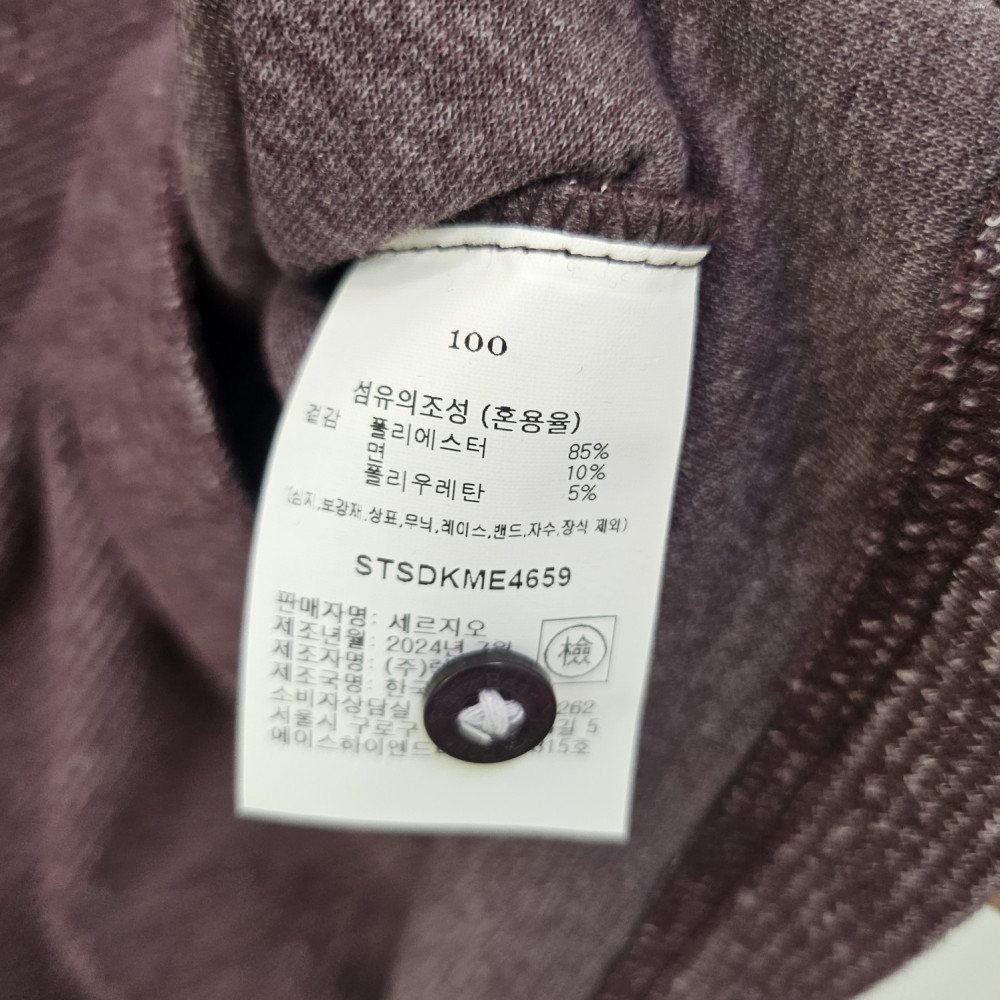 100
섬유의조성 (혼용율)
겉감 폴리에스터 85%
면 10%
폴리우레탄 5%
(심지,보강재,상표,무늬,레이스,밴드,자수,장식 제외)
STSDKME4659
판매자명: 세르지오
제조년월: 2024년 7월
檢
제조자명: (주)
제조국명: 한국
소비자상담실 262
서울시 구로구 길 5
에이스하이엔드 815호